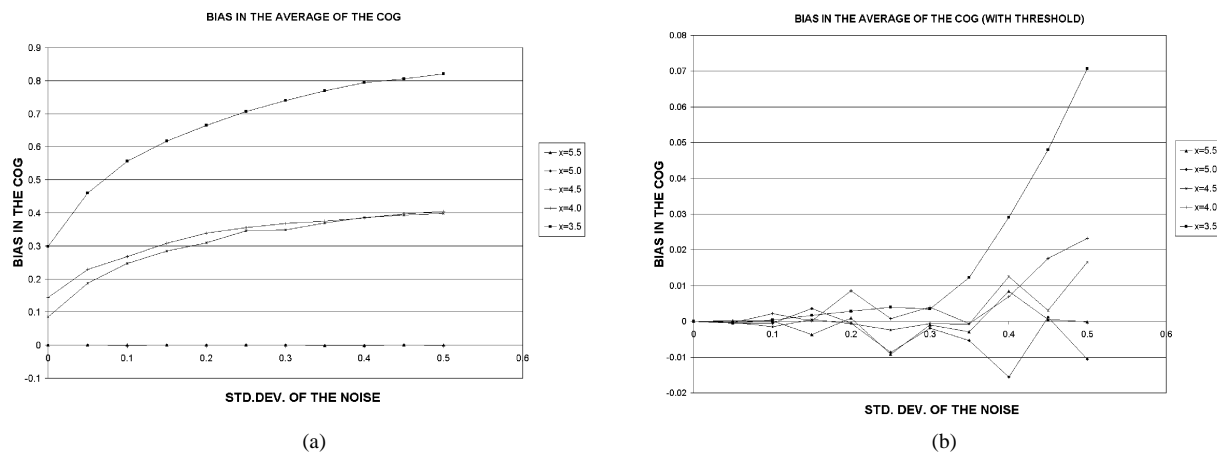 BIAS IN THE AVERAGE OF THE COG
0.9
0.8
0.7
0.6
0.5
0.4
0.3
0.2
0.1
0
-0.1
0
0.1
0.2
0.3
0.4
0.5
0.6
BIAS IN THE COG
STD.DEV. OF THE NOISE
x=5.5
x=5.0
x=4.5
x=4.0
x=3.5
(a)
BIAS IN THE AVERAGE OF THE COG (WITH THRESHOLD)
0.08
0.07
0.06
0.05
0.04
0.03
0.02
0.01
0
-0.01
-0.02
0
0.1
0.2
0.3
0.4
0.5
0.6
BIAS IN THE COG
STD. DEV. OF THE NOISE
x=5.5
x=5.0
x=4.5
x=4.0
x=3.5
(b)